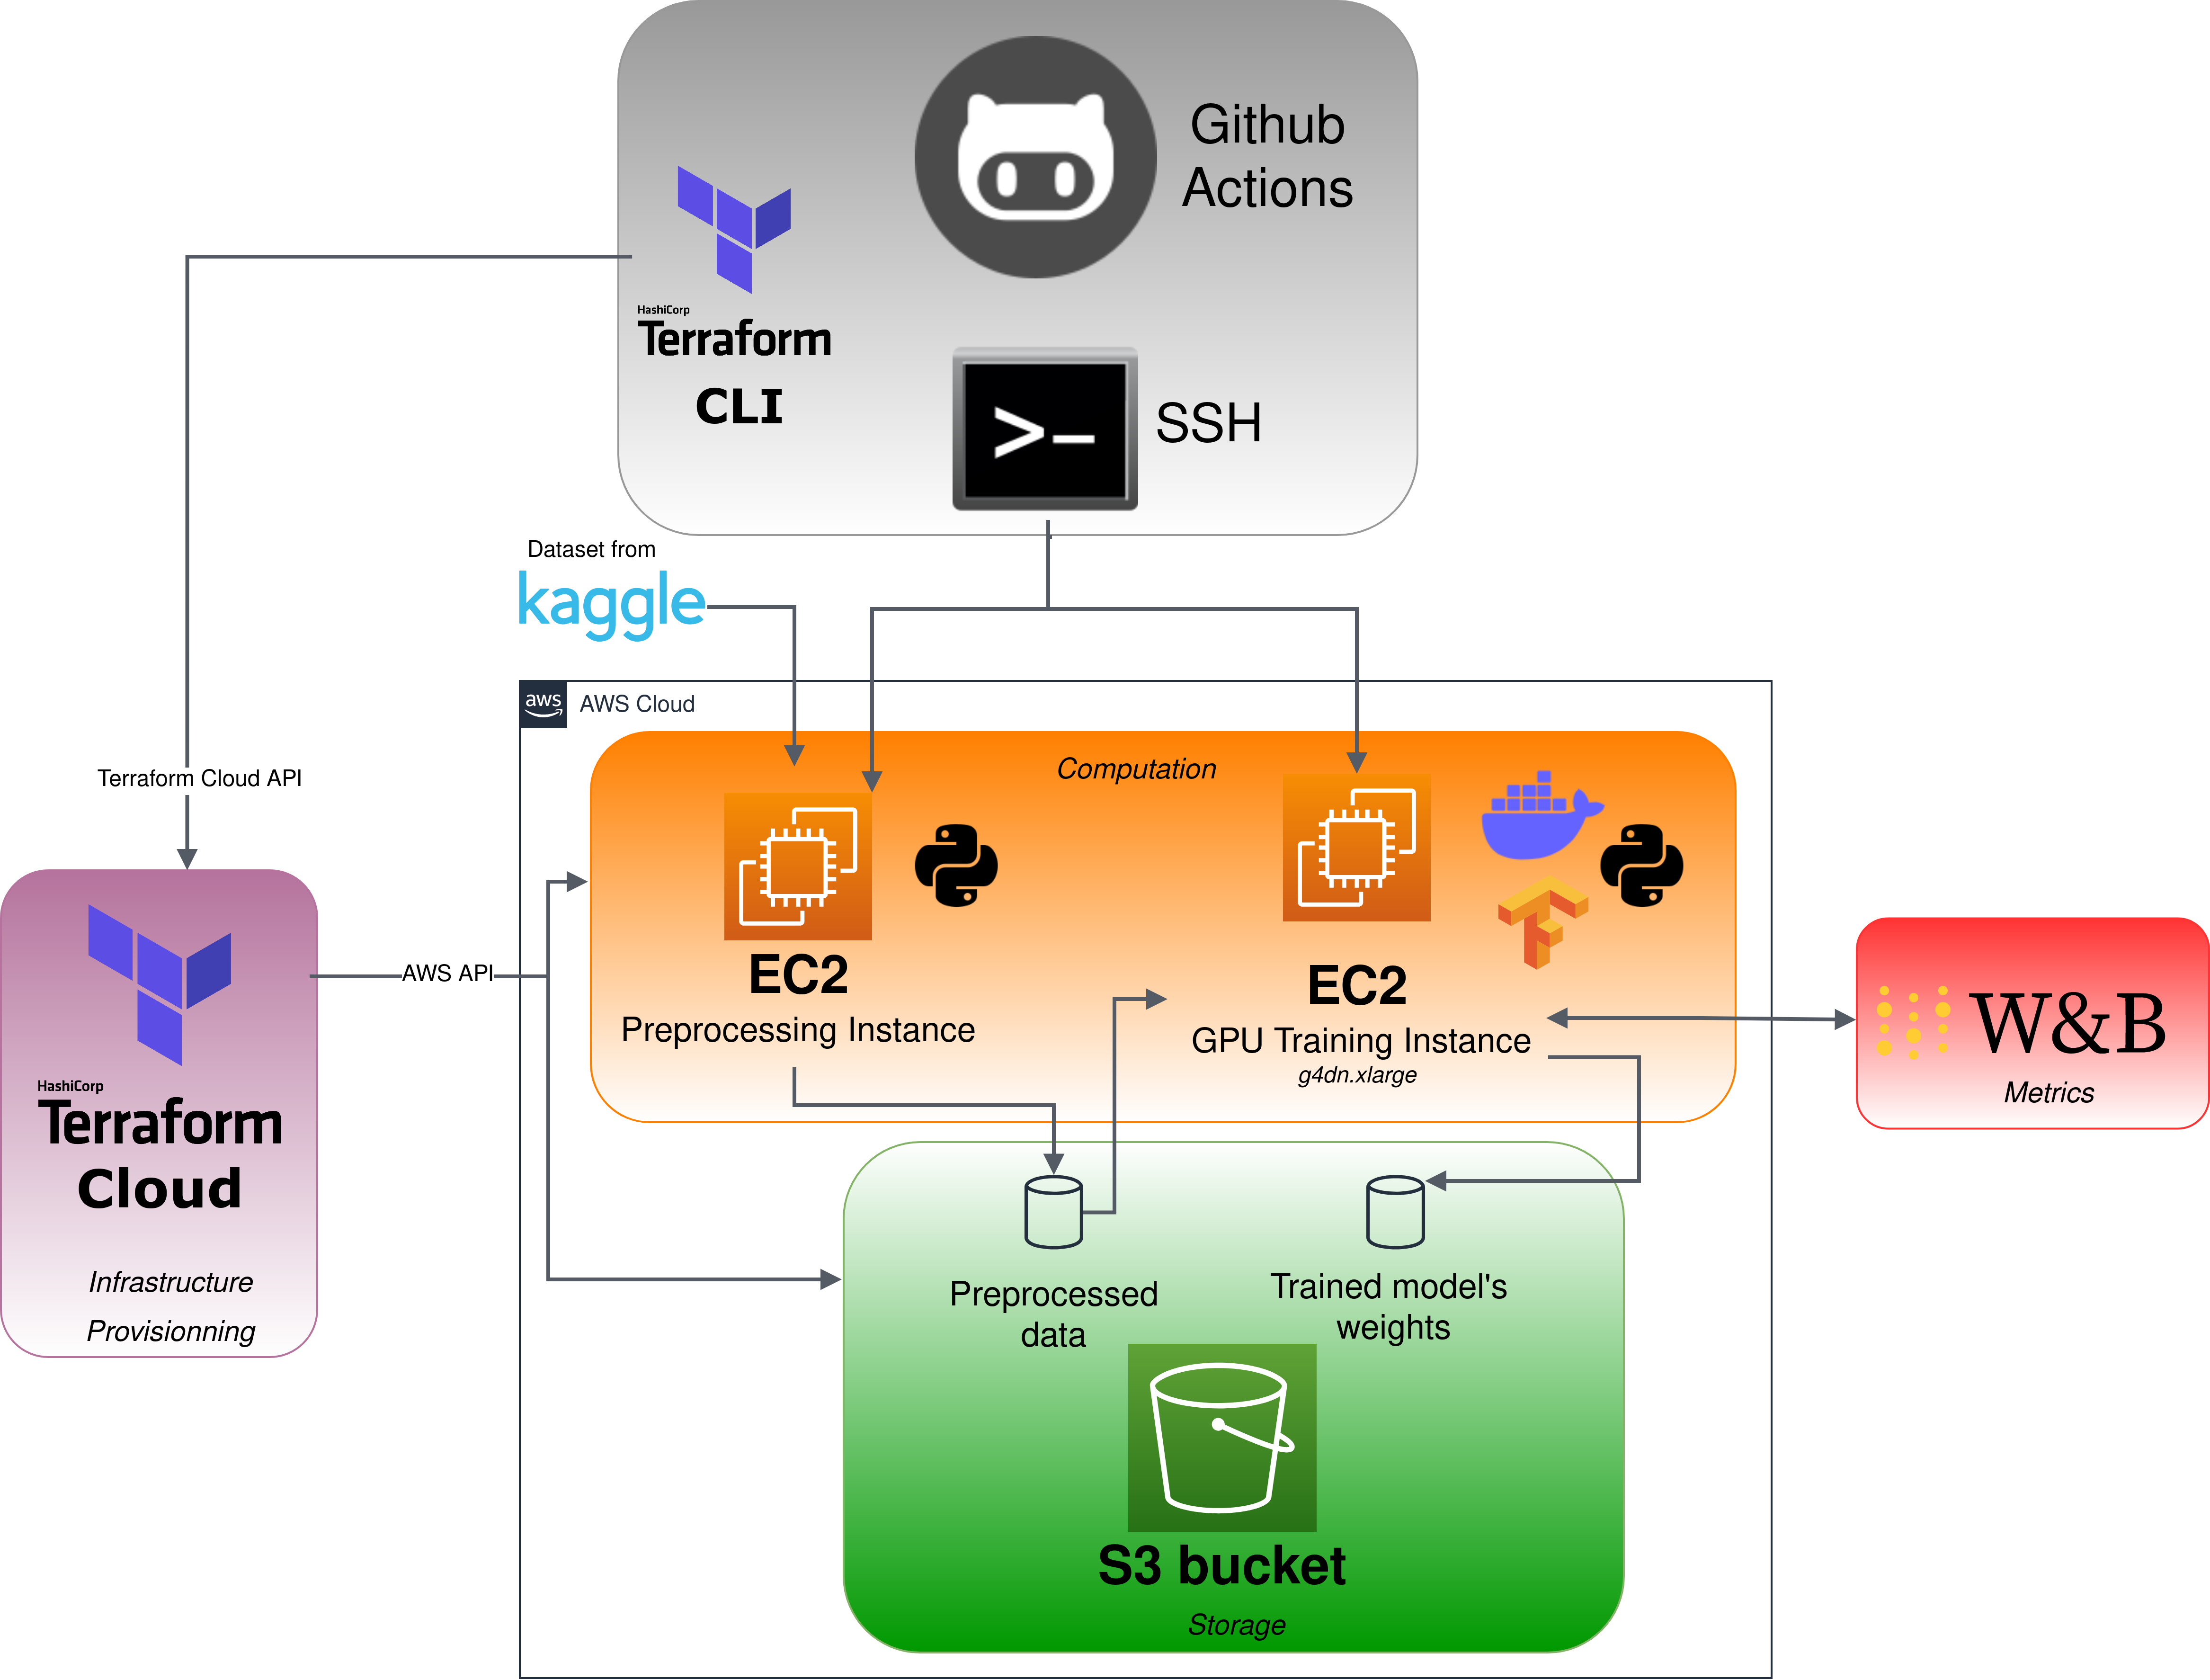 Github
Actions
HashiCorp
Terraform
CLI
>_
SSH
Dataset from
kaggle
aws
AWS Cloud
Terraform Cloud API
Computation
AWS API
EC2
Preprocessing Instance
EC2
GPU Training Instance
g4dn.xlarge
W&B
Metrics
HashiCorp
Terraform
Cloud
Infrastructure
Provisionning
Preprocessed
data
Trained model's
weights
S3 bucket
Storage